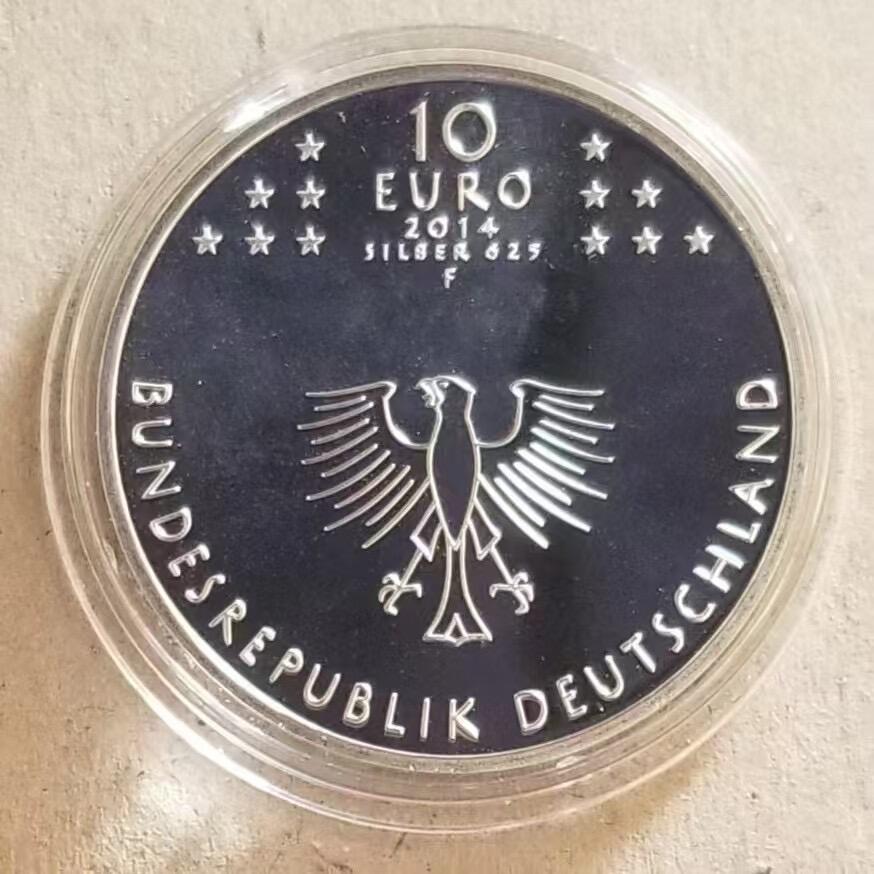 10
EURO
2014
SILBER 625
F
BUNDESREPUBLIK DEUTSCHLAND